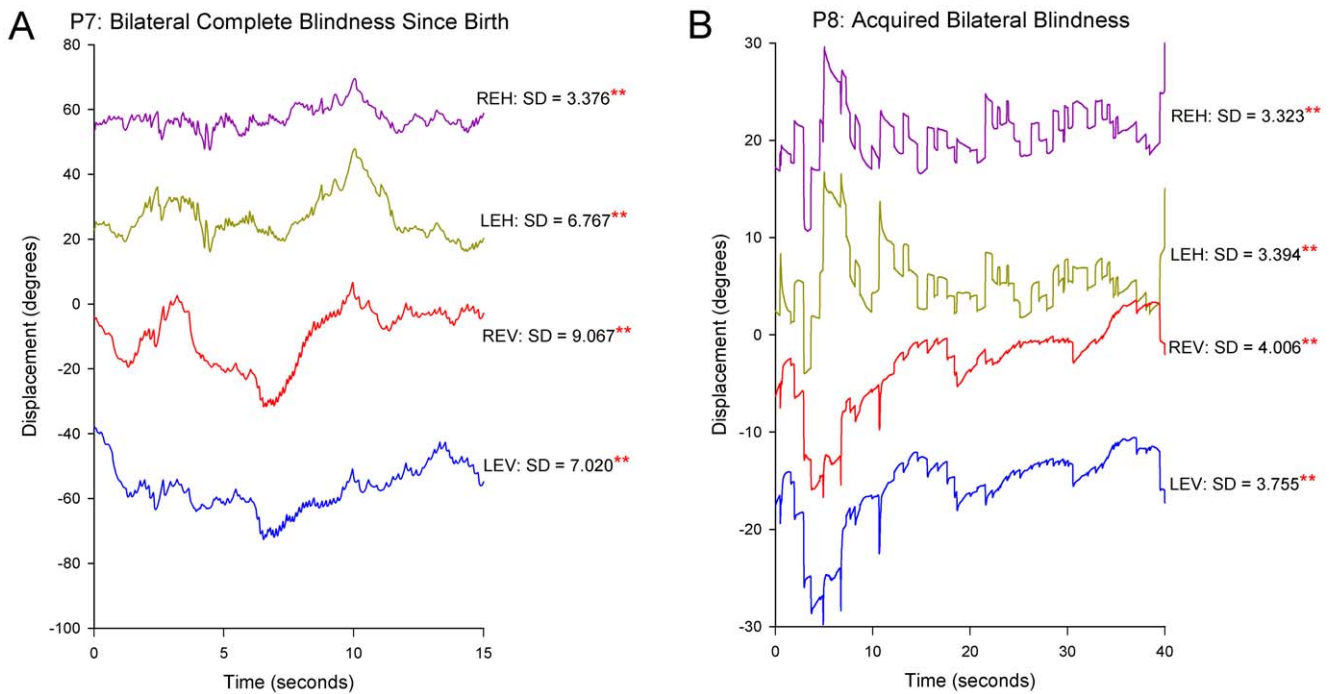 A
P7: Bilateral Complete Blindness Since Birth
80
60
40
20
0
-20
-40
-60
-80
-100
Displacement (degrees)
REH: SD = 3.376**
LEH: SD = 6.767**
REV: SD = 9.067**
LEV: SD = 7.020**
0
5
10
15
Time (seconds)
B
P8: Acquired Bilateral Blindness
30
20
10
0
-10
-20
-30
Displacement (degrees)
REH: SD = 3.323**
LEH: SD = 3.394**
REV: SD = 4.006**
LEV: SD = 3.755**
0
10
20
30
40
Time (seconds)